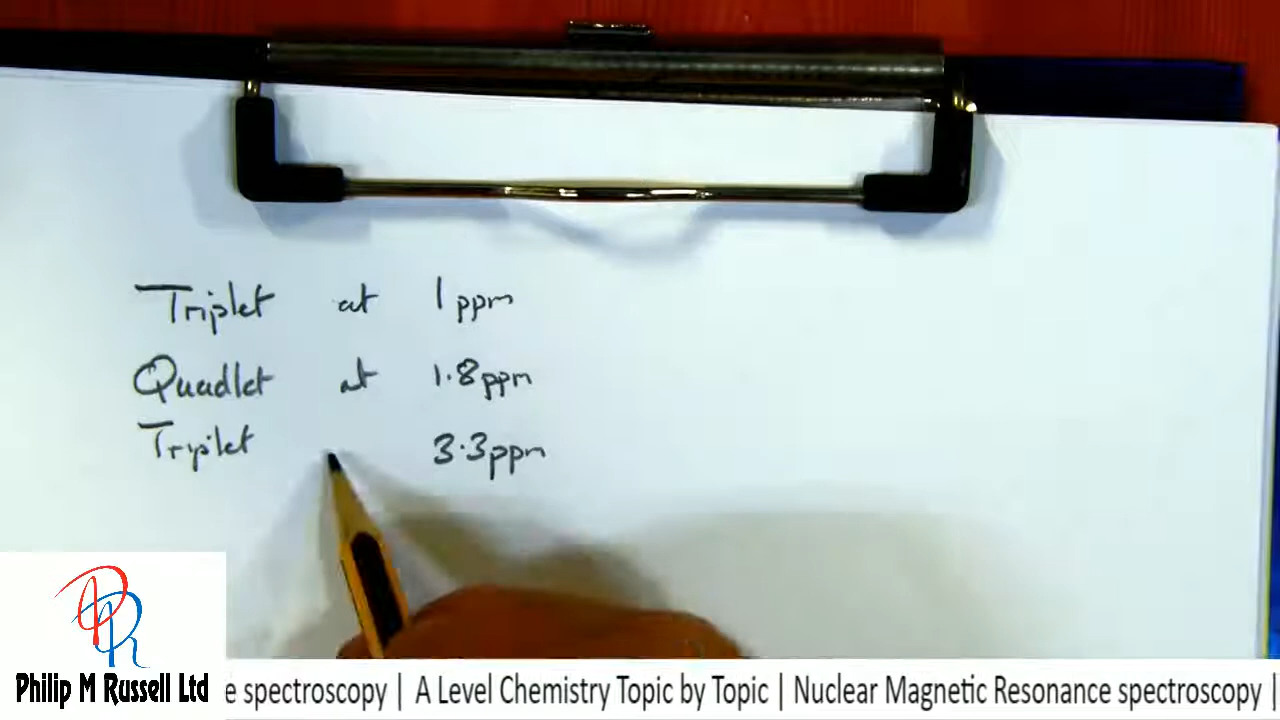 Triplet at 1ppm
Quadlet at 1.8ppm
Triplet 3.3ppm
Philip M Russell Ltd
e spectroscopy | A Level Chemistry Topic by Topic | Nuclear Magnetic Resonance spectroscopy |